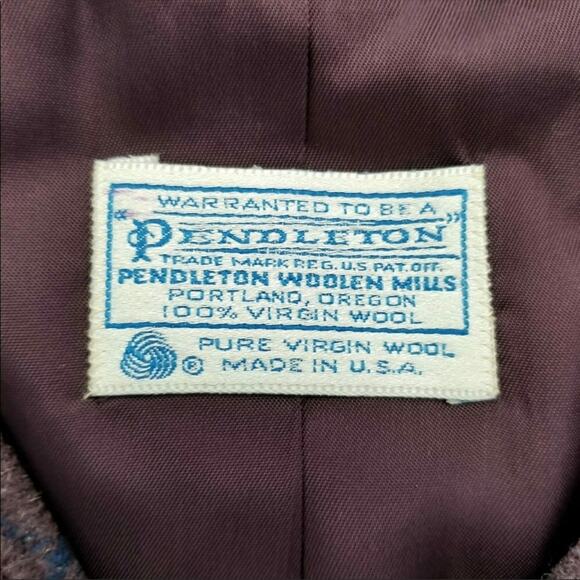 WARRANTED TO BE A
"PENDLETON"
TRADE MARK REG. U.S. PAT. OFF.
PENDLETON WOOLEN MILLS
PORTLAND, OREGON
100% VIRGIN WOOL
® PURE VIRGIN WOOL
MADE IN U.S.A.